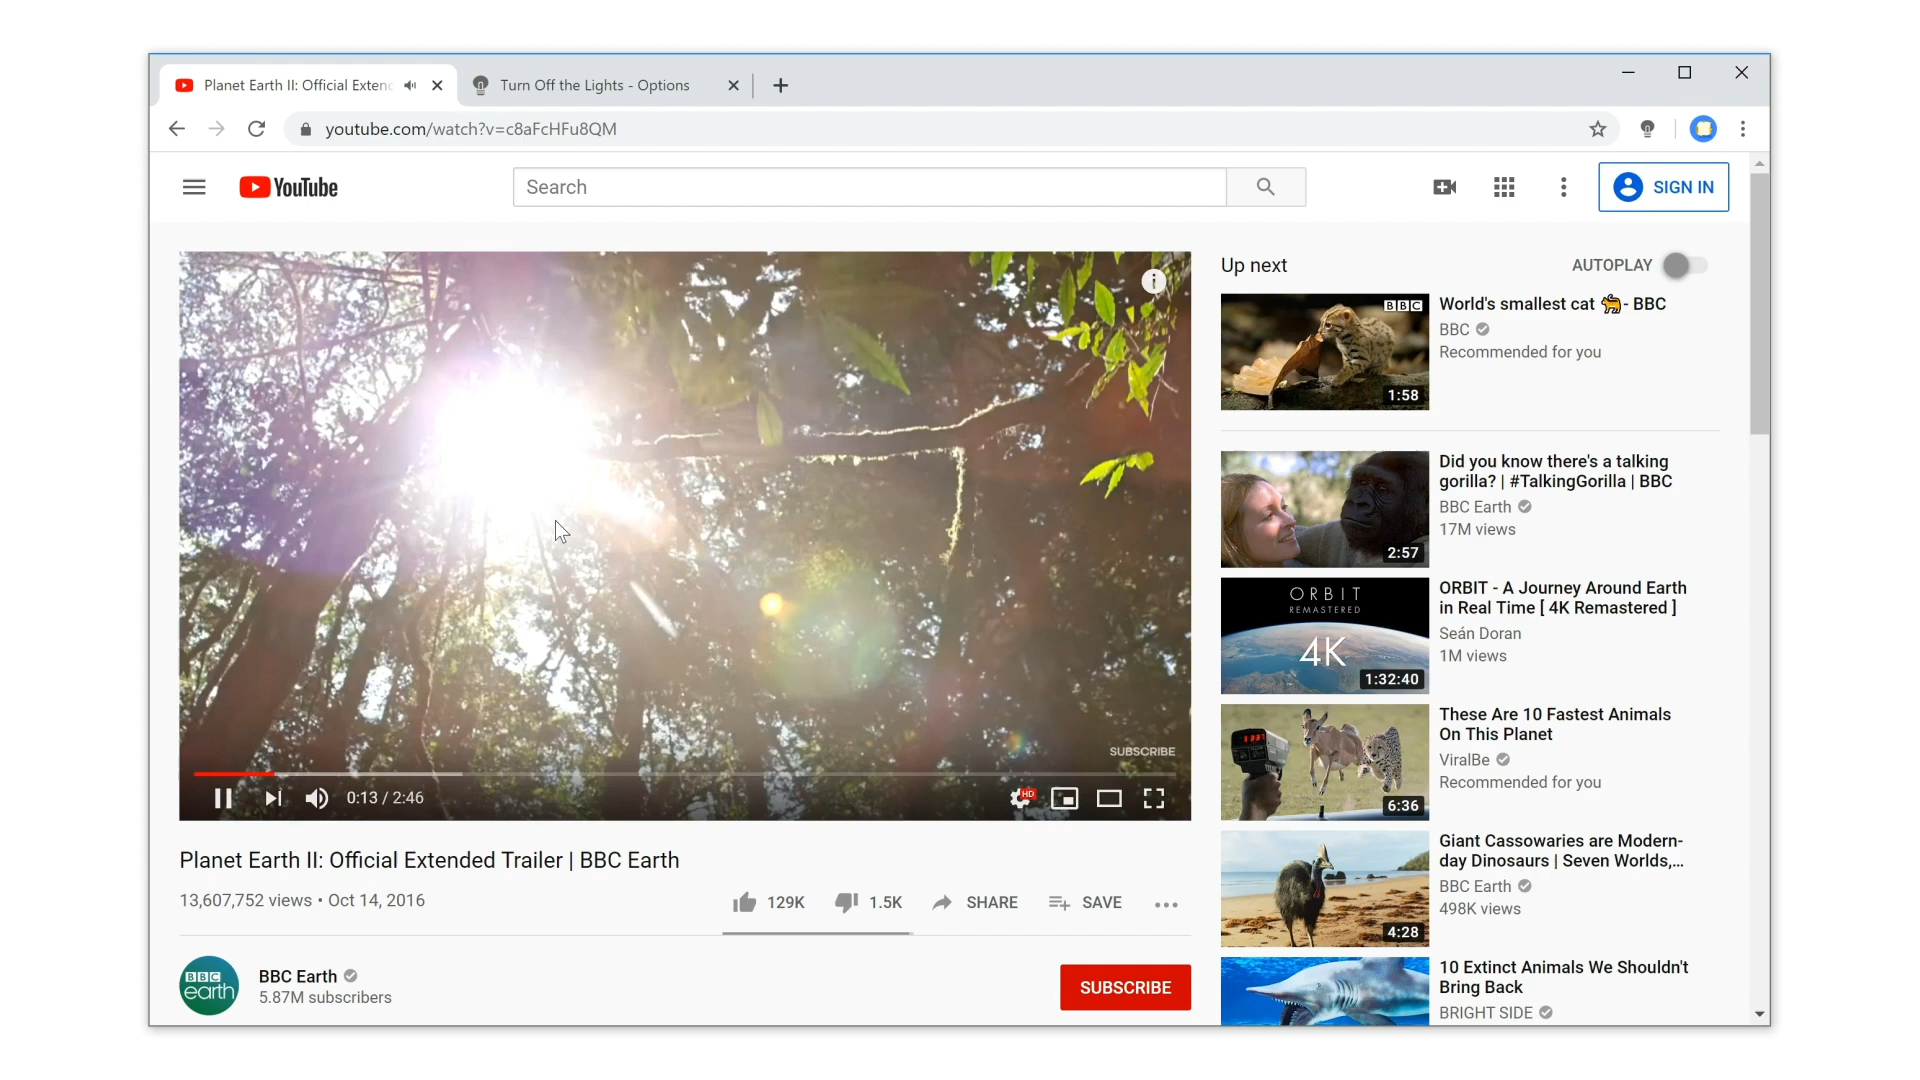 Planet Earth II: Official Exten
Turn Off the Lights - Options
youtube.com/watch?v=c8aFcHFu8QM
YouTube
Search
SIGN IN
SUBSCRIBE
0:13 / 2:46
HD
Planet Earth II: Official Extended Trailer | BBC Earth
13,607,752 views • Oct 14, 2016
129K
1.5K
SHARE
SAVE
BBC
earth
BBC Earth
5.87M subscribers
SUBSCRIBE
Up next
AUTOPLAY
BBC
1:58
World's smallest cat 🐈- BBC
BBC
Recommended for you
2:57
Did you know there's a talking
gorilla? | #TalkingGorilla | BBC
BBC Earth
17M views
ORBIT
REMASTERED
4K
1:32:40
ORBIT - A Journey Around Earth
in Real Time [ 4K Remastered ]
Seán Doran
1M views
6:36
These Are 10 Fastest Animals
On This Planet
ViralBe
Recommended for you
4:28
Giant Cassowaries are Modern-
day Dinosaurs | Seven Worlds,...
BBC Earth
498K views
10 Extinct Animals We Shouldn't
Bring Back
BRIGHT SIDE